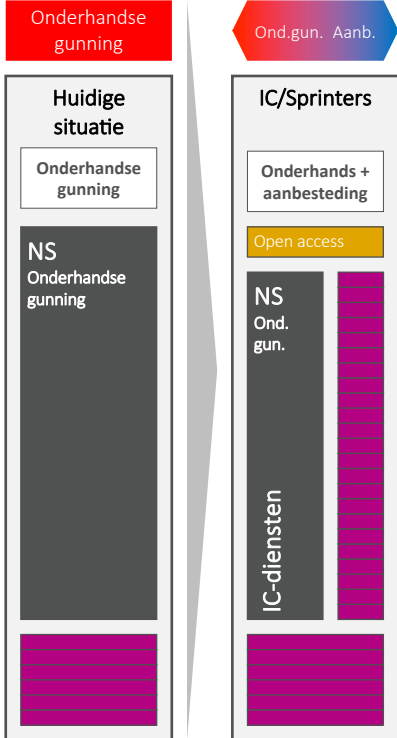 Onderhandse
gunning
Huidige
situatie
Onderhandse
gunning
NS
Onderhandse
gunning
Ond.gun. Aanb.
IC/Sprinters
Onderhands +
aanbesteding
Open access
NS
Ond.
gun.
IC-diensten